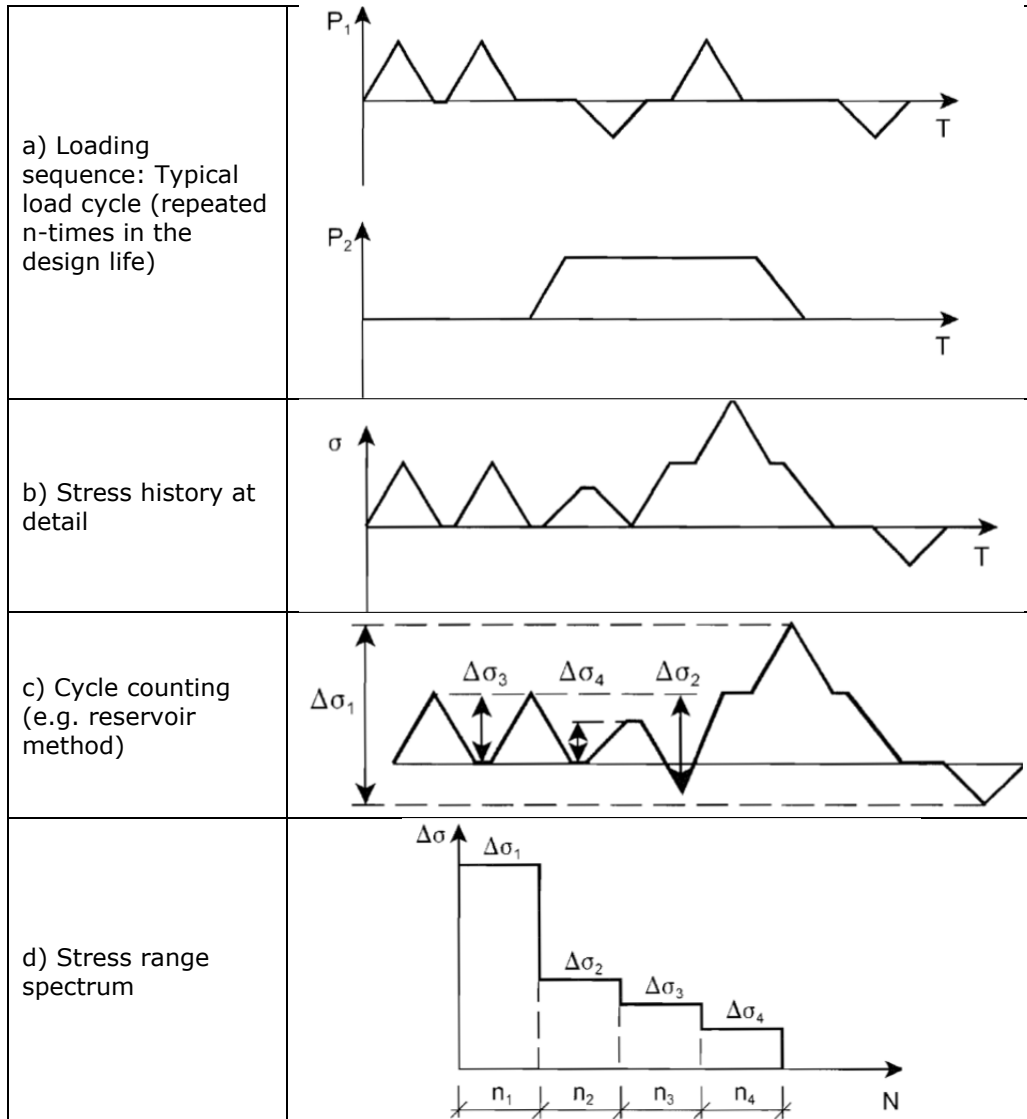 a) Loading
sequence: Typical
load cycle (repeated
n-times in the
design life)
P₁
T
P₂
T
b) Stress history at
detail
σ
T
c) Cycle counting
(e.g. reservoir
method)
Δσ₁
Δσ₃
Δσ₄
Δσ₂
d) Stress range
spectrum
Δσ
Δσ₁
Δσ₂
Δσ₃
Δσ₄
n₁ n₂ n₃ n₄ N